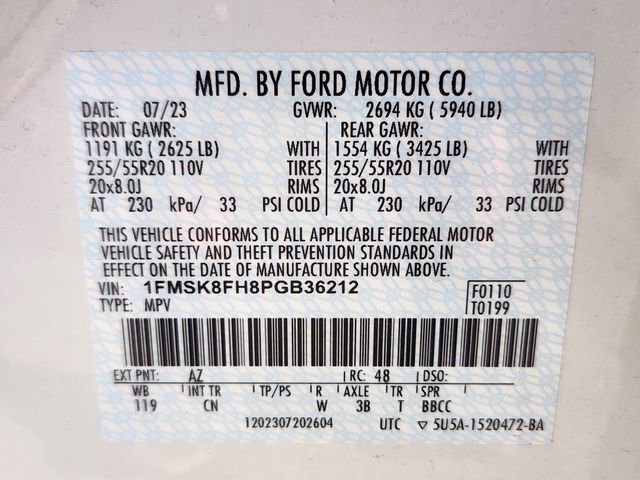 MFD. BY FORD MOTOR CO.
DATE: 07/23 GVWR: 2694 KG ( 5940 LB)
FRONT GAWR: REAR GAWR:
1191 KG ( 2625 LB) WITH 1554 KG ( 3425 LB) WITH
255/55R20 110V TIRES 255/55R20 110V TIRES
20x8.0J RIMS 20x8.0J RIMS
AT 230 kPa/ 33 PSI COLD AT 230 kPa/ 33 PSI COLD
THIS VEHICLE CONFORMS TO ALL APPLICABLE FEDERAL MOTOR
VEHICLE SAFETY AND THEFT PREVENTION STANDARDS IN
EFFECT ON THE DATE OF MANUFACTURE SHOWN ABOVE.
VIN: 1FMSK8FH8PGB36212 F0110
TYPE: MPV T0199
EXT PNT: AZ RC: 48 DSO:
WB INT TR TP/PS R AXLE TR SPR
119 CN W 3B T BBCC
1202307202604 UTC ▽ 5U5A-1520472-BA